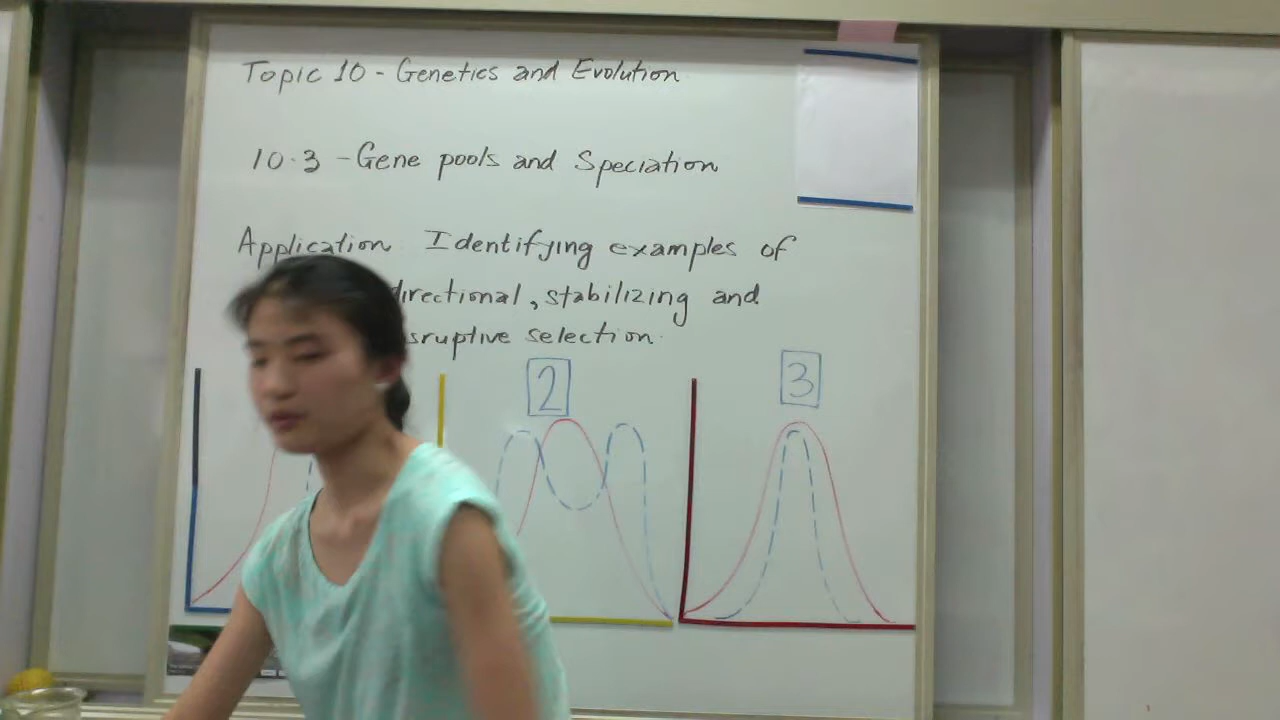 Topic 10 - Genetics and Evolution
10.3 - Gene pools and Speciation
Application Identifying examples of
directional, stabilizing and
sruptive selection.
2
3